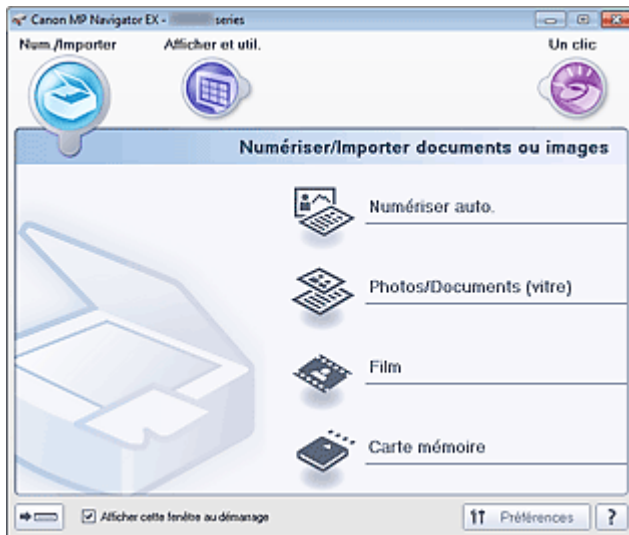 Canon MP Navigator EX - series
Num./Importer Afficher et util. Un clic
Numériser/Importer documents ou images
Numériser auto.
Photos/Documents (vitre)
Film
Carte mémoire
Afficher cette fenêtre au démarrage Préférences ?